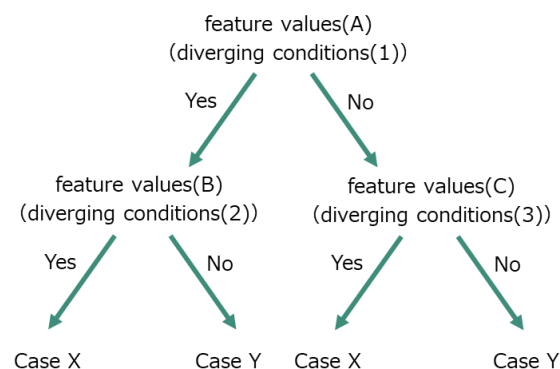 feature values(A)
(diverging conditions(1))
Yes
No
feature values(B)
(diverging conditions(2))
feature values(C)
(diverging conditions(3))
Yes
No
Yes
No
Case X
Case Y
Case X
Case Y